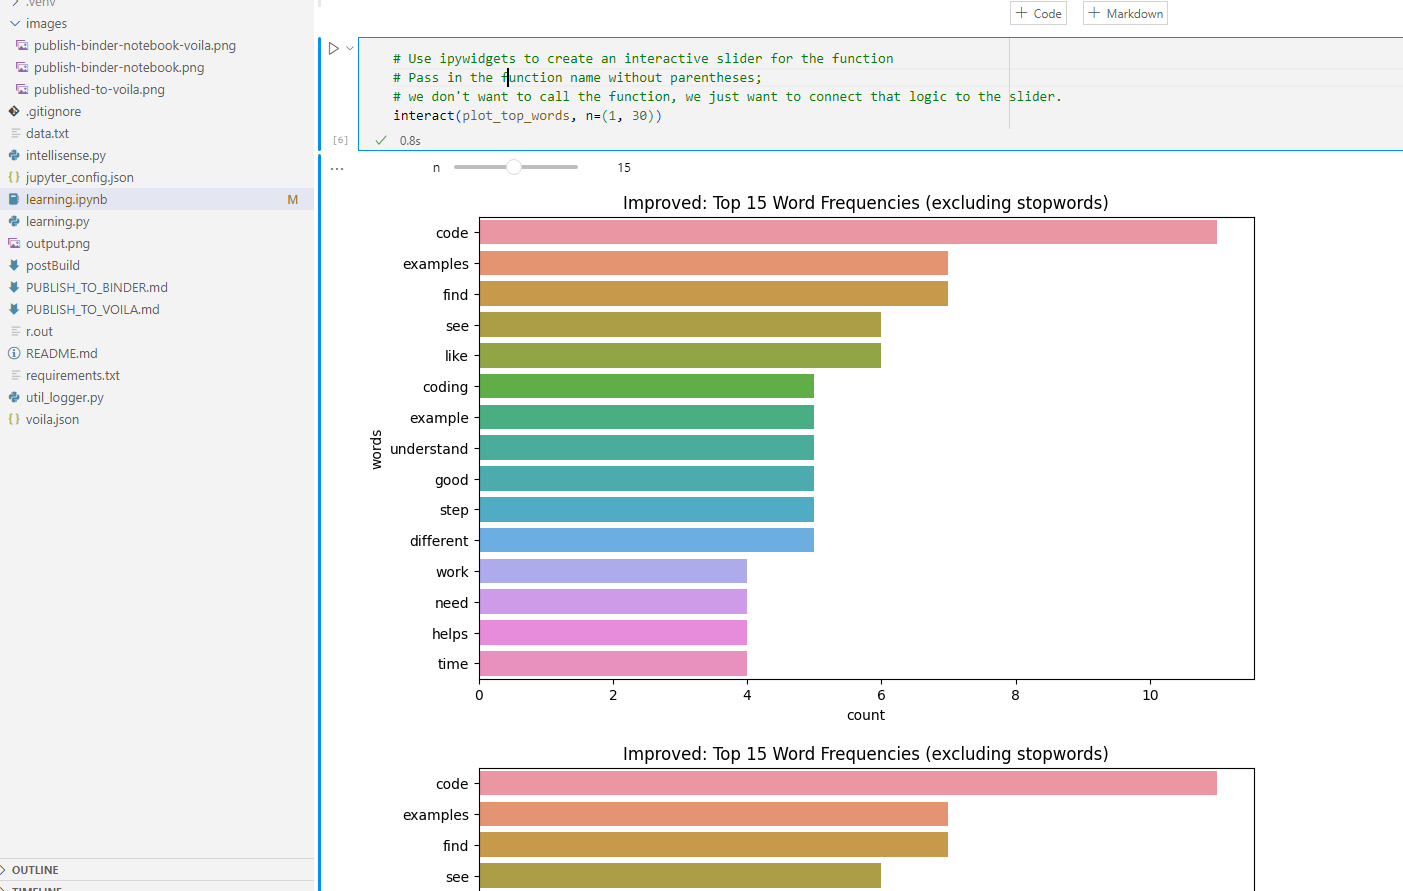 .venv
images
publish-binder-notebook-voila.png
publish-binder-notebook.png
published-to-voila.png
.gitignore
data.txt
intellisense.py
jupyter_config.json
learning.ipynb M
learning.py
output.png
postBuild
PUBLISH_TO_BINDER.md
PUBLISH_TO_VOILA.md
r.out
README.md
requirements.txt
util_logger.py
voila.json
OUTLINE
TIMELINE
+ Code + Markdown
# Use ipywidgets to create an interactive slider for the function
# Pass in the function name without parentheses;
# we don't want to call the function, we just want to connect that logic to the slider.
interact(plot_top_words, n=(1, 30))
[6] 0.8s
n 15
Improved: Top 15 Word Frequencies (excluding stopwords)
code
examples
find
see
like
coding
example
understand
good
step
different
work
need
helps
time
words
0 2 4 6 8 10
count
Improved: Top 15 Word Frequencies (excluding stopwords)
code
examples
find
see